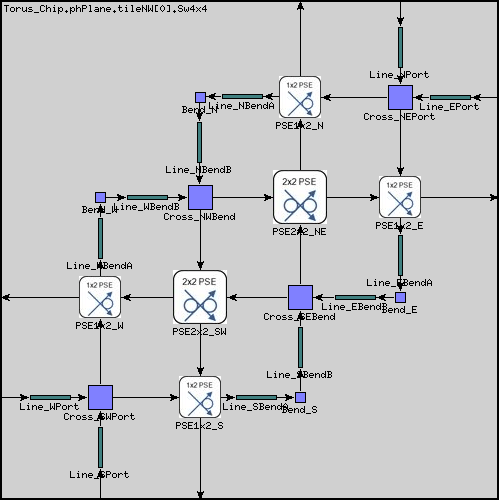 Torus_Chip.phPlane.tileNW[0].Sw4x4
Line_NPort
1x2 PSE
Line_NBendA
Line_EPort
Bend_N
PSE1x2_N
Cross_NEPort
Line_NBendB
2x2 PSE
1x2 PSE
Bend_W
Line_WBendB
Cross_NWBend
PSE2x2_NE
PSE1x2_E
Line_WBendA
2x2 PSE
1x2 PSE
Line_EBendA
Line_EBendB
Bend_E
PSE1x2_W
PSE2x2_SW
Cross_SEBend
1x2 PSE
Line_SBendB
Line_WPort
Cross_SWPort
PSE1x2_S
Line_SBendA
Bend_S
Line_SPort